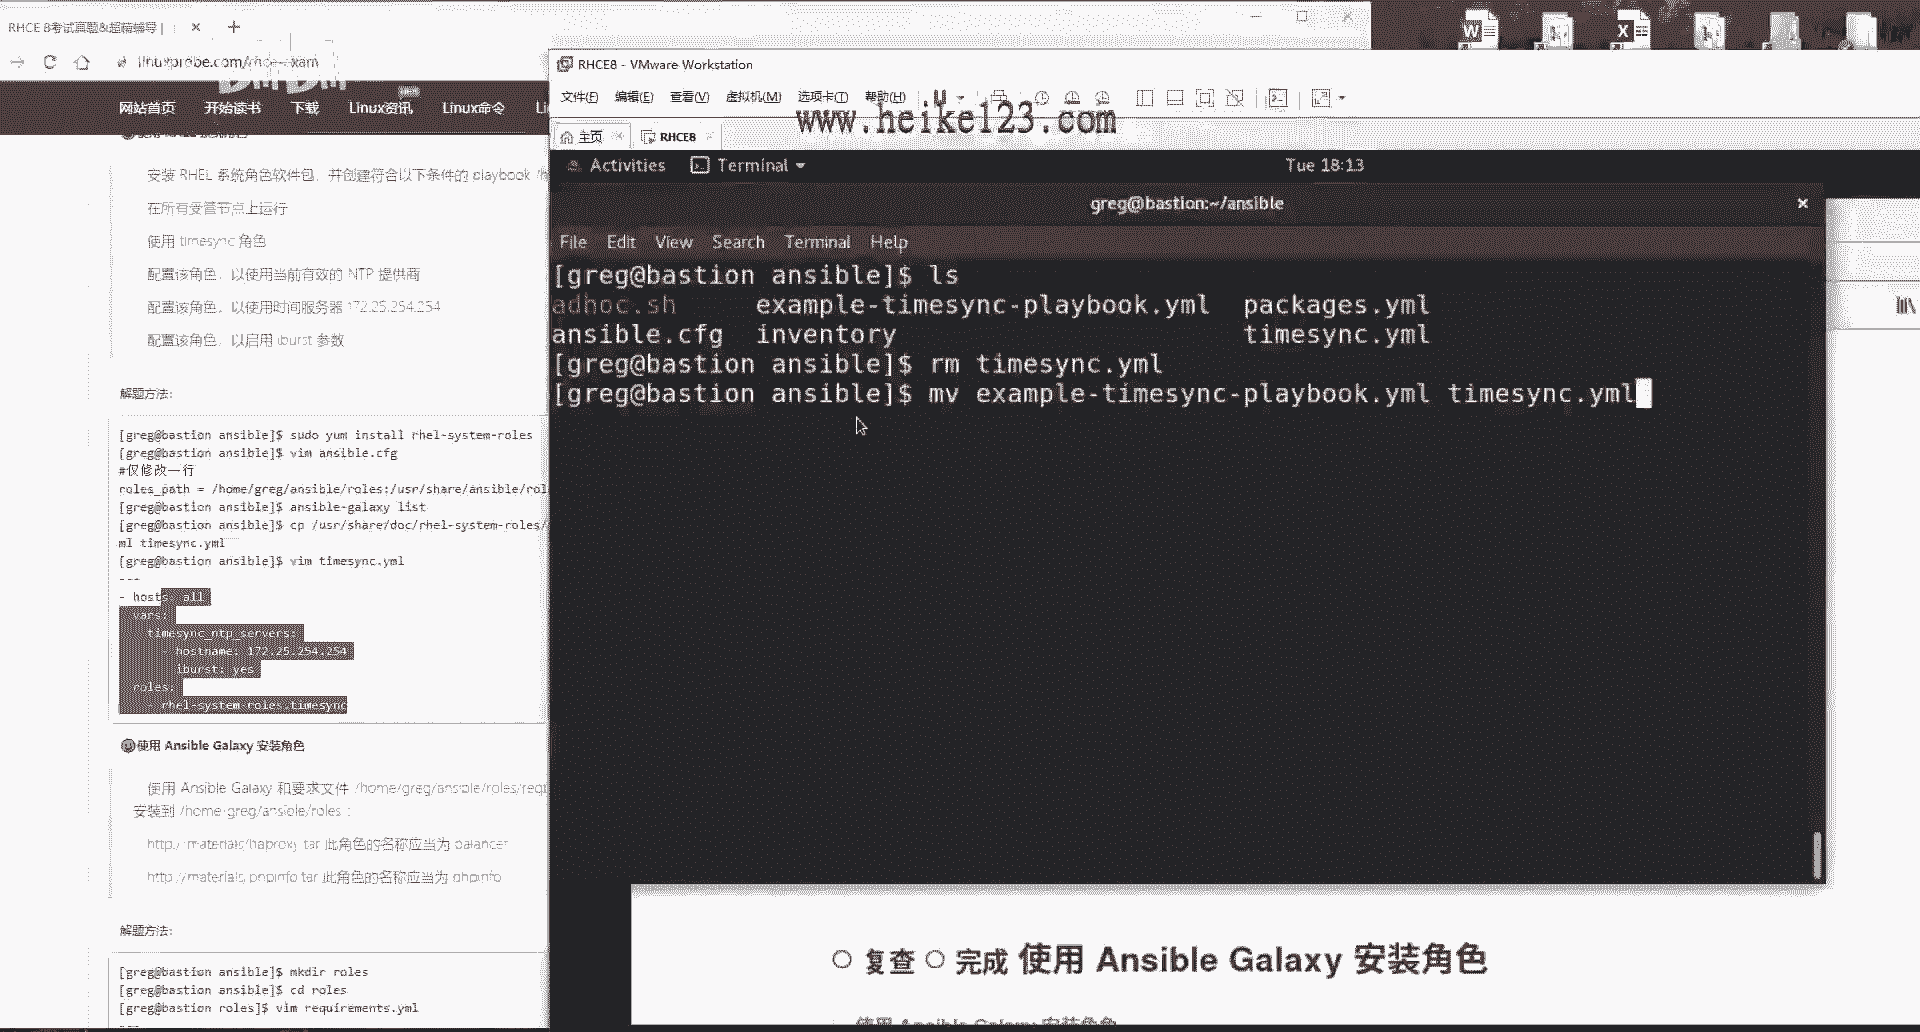 RHCE 8考试真题&超精辅导 |
linuxprobe.com/rhce-exam
网站首页 开始读书 下载 Linux资讯 Linux命令
安装 RHEL 系统角色软件包，并创建符合以下条件的 playbook
在所有受管节点上运行
使用 timesync 角色
配置该角色，以使用当前有效的 NTP 提供商
配置该角色，以使用时间服务器 172.25.254.254
配置该角色，以启用 iburst 参数
解题方法:
[greg@bastion ansible]$ sudo yum install rhel-system-roles
[greg@bastion ansible]$ vim ansible.cfg
#仅修改一行
roles_path = /home/greg/ansible/roles:/usr/share/ansible/rol
[greg@bastion ansible]$ ansible-galaxy list
[greg@bastion ansible]$ cp /usr/share/doc/rhel-system-roles/
ml timesync.yml
[greg@bastion ansible]$ vim timesync.yml
---
- hosts: all
vars:
timesync_ntp_servers:
- hostname: 172.25.254.254
iburst: yes
roles:
- rhel-system-roles.timesync
使用 Ansible Galaxy 安装角色
使用 Ansible Galaxy 和要求文件 /home/greg/ansible/roles/requ
安装到 /home/greg/ansible/roles :
http://materials/haproxy.tar 此角色的名称应当为 balancer
http://materials/phpinfo.tar 此角色的名称应当为 phpinfo
解题方法:
[greg@bastion ansible]$ mkdir roles
[greg@bastion ansible]$ cd roles
[greg@bastion roles]$ vim requirements.yml
---
RHCE8 - VMware Workstation
文件(F) 编辑(E) 查看(V) 虚拟机(M) 选项卡(T) 帮助(H)
www.heike123.com
主页 RHCE8
Activities Terminal Tue 18:13
greg@bastion:~/ansible
File Edit View Search Terminal Help
[greg@bastion ansible]$ ls
adhoc.sh example-timesync-playbook.yml packages.yml
ansible.cfg inventory timesync.yml
[greg@bastion ansible]$ rm timesync.yml
[greg@bastion ansible]$ mv example-timesync-playbook.yml timesync.yml
复查 完成 使用 Ansible Galaxy 安装角色
使用 Ansible Galaxy 安装角色